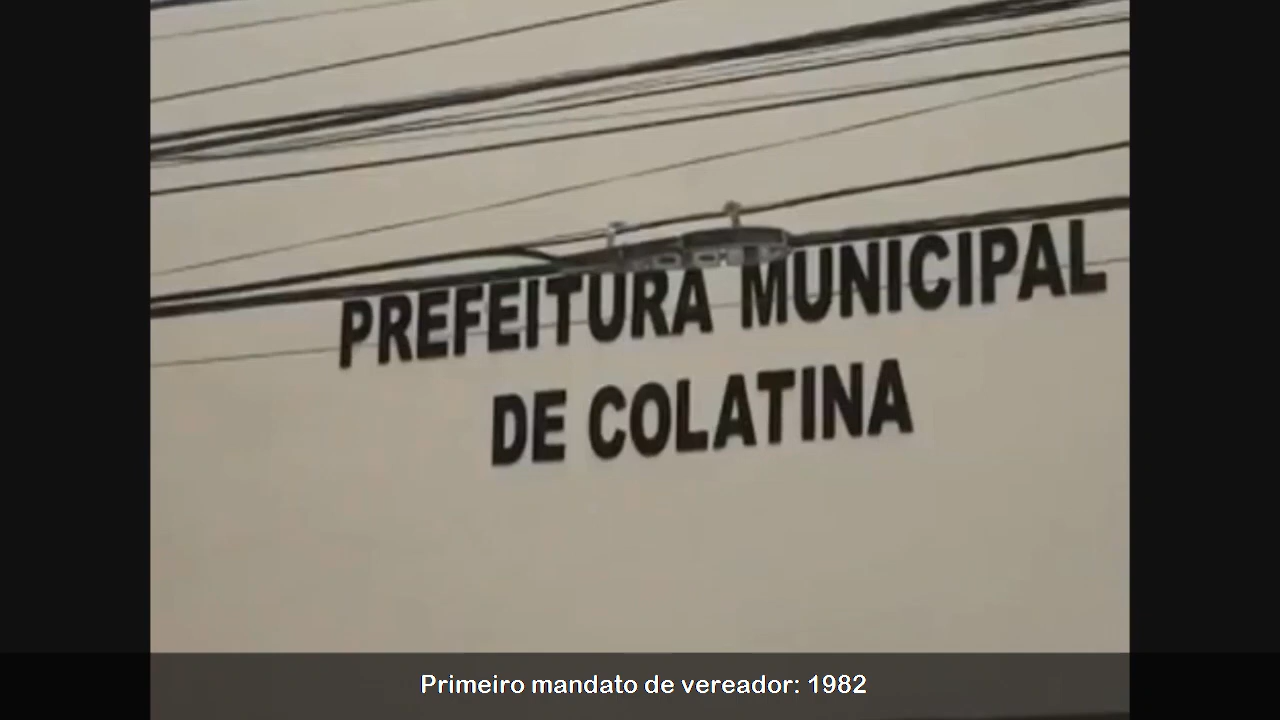 PREFEITURA MUNICIPAL
DE COLATINA
Primeiro mandato de vereador: 1982